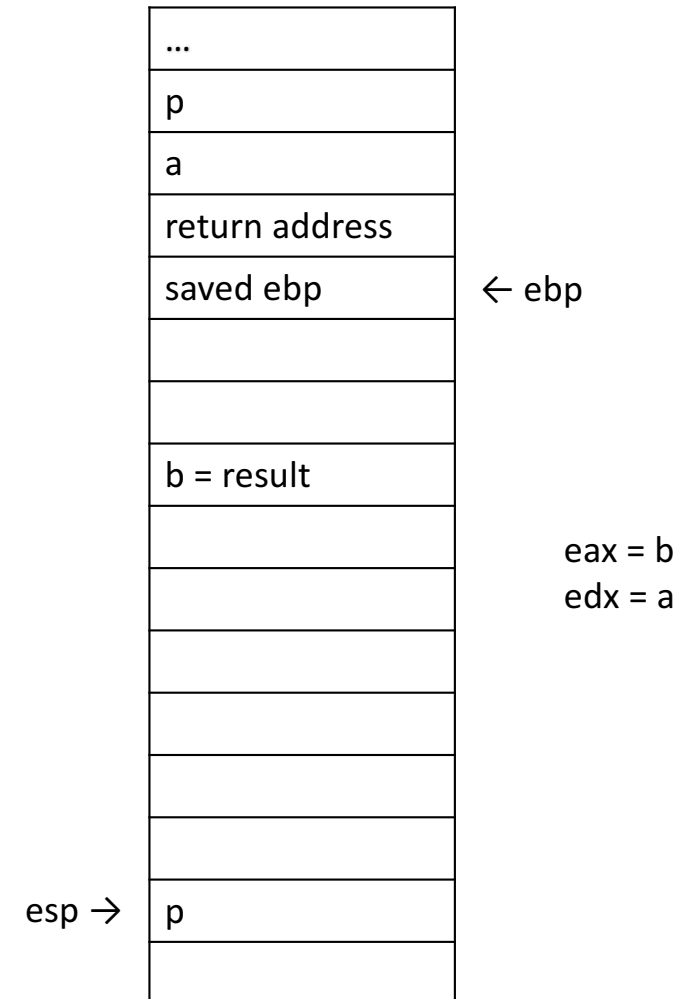 ...
p
a
return address
saved ebp ← ebp
b = result
eax = b
edx = a
esp → p